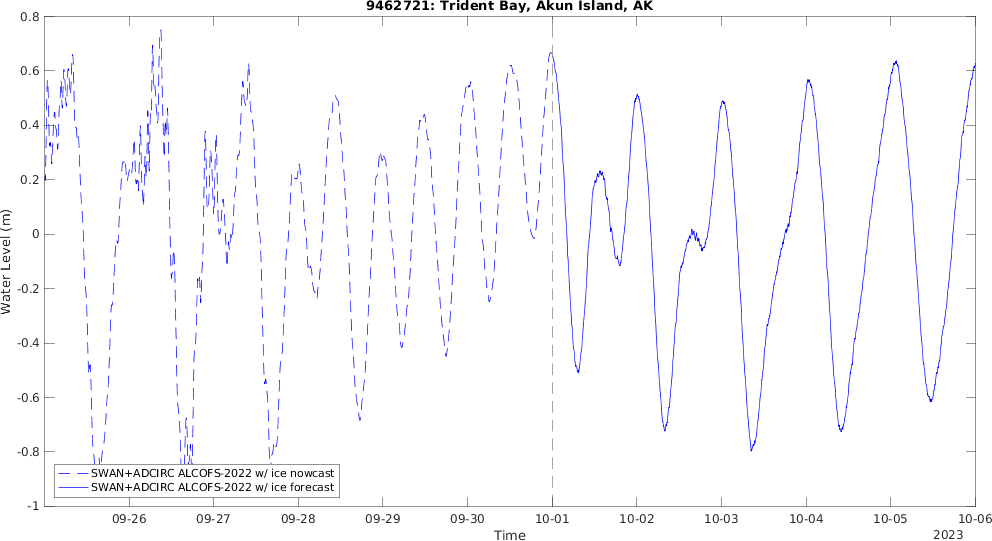 9462721: Trident Bay, Akun Island, AK
0.8
0.6
0.4
0.2
0
-0.2
-0.4
-0.6
-0.8
-1
Water Level (m)
SWAN+ADCIRC ALCOFS-2022 w/ ice nowcast
SWAN+ADCIRC ALCOFS-2022 w/ ice forecast
09-26 09-27 09-28 09-29 09-30 10-01 10-02 10-03 10-04 10-05 10-06
Time
2023